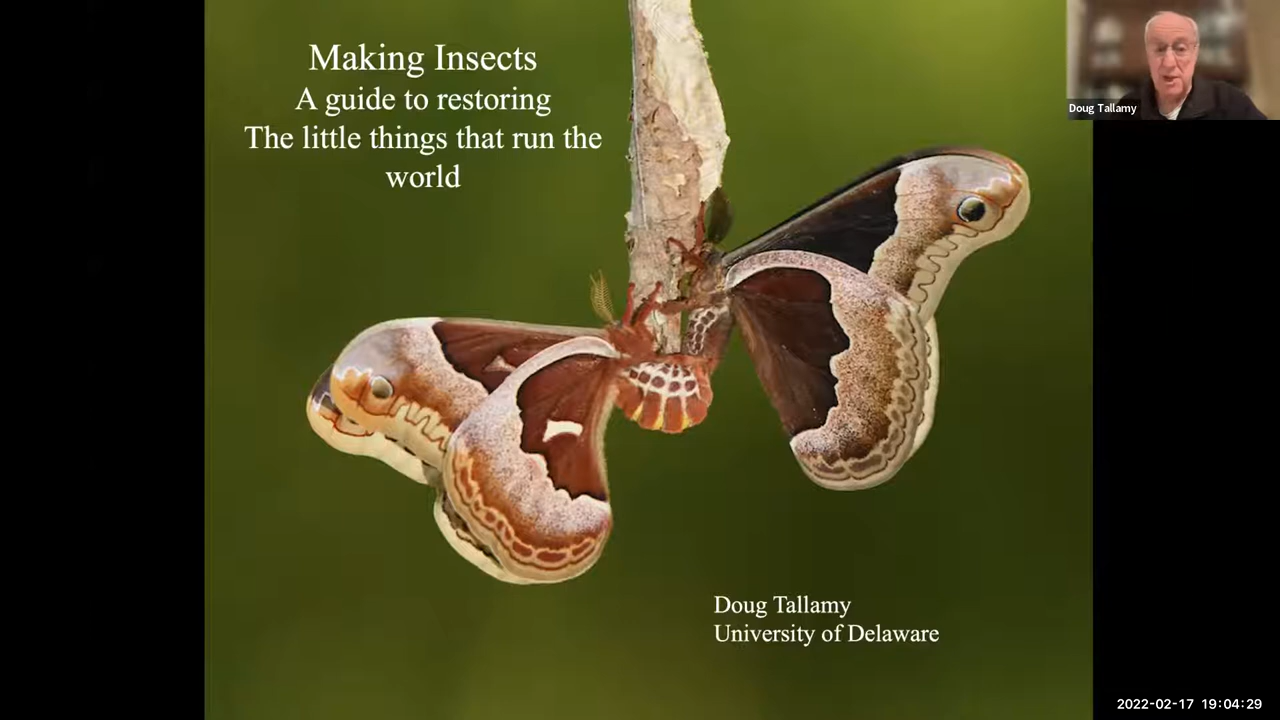 Making Insects
A guide to restoring
The little things that run the
world
Doug Tallamy
Doug Tallamy
University of Delaware
2022-02-17 19:04:29